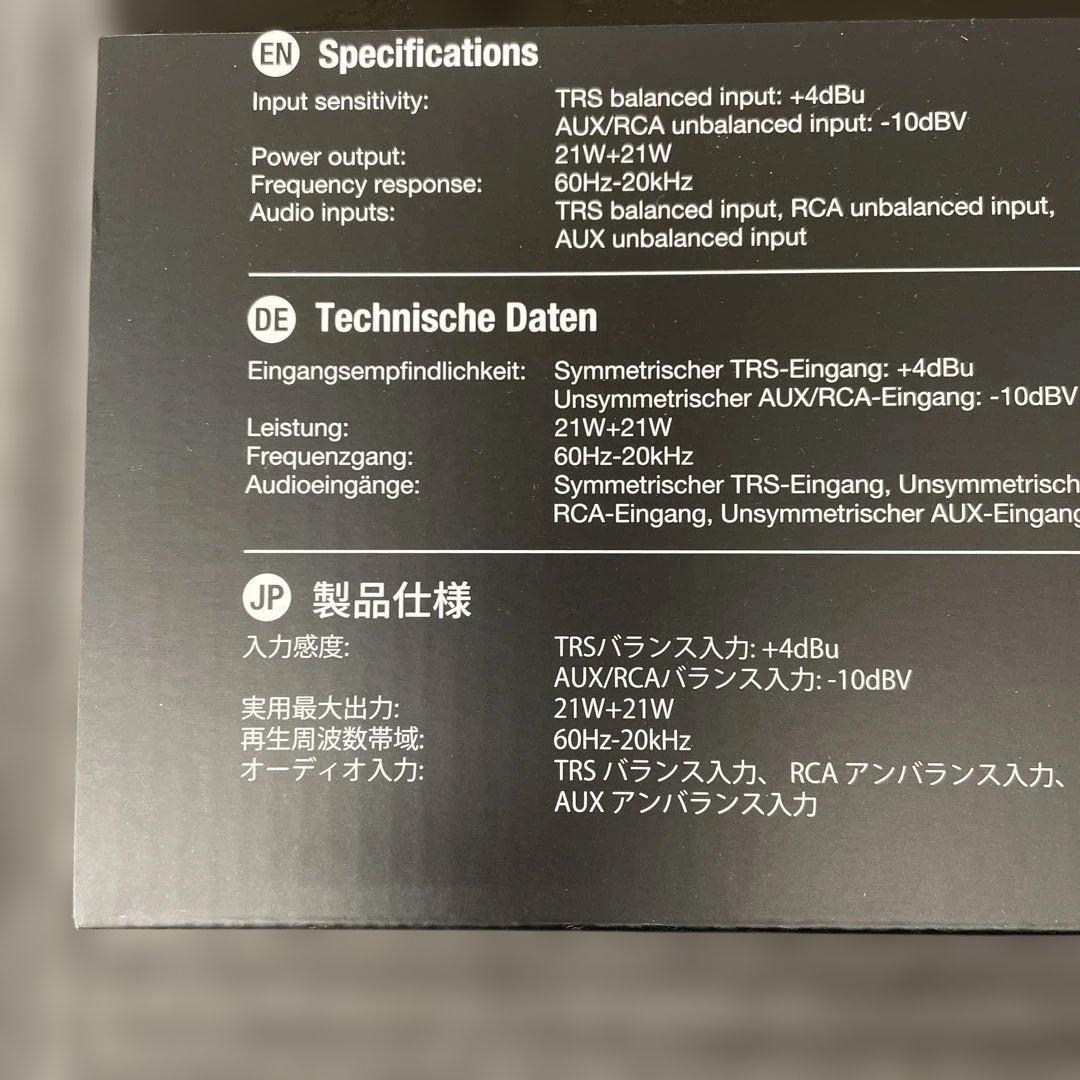 EN Specifications
Input sensitivity: TRS balanced input: +4dBu
AUX/RCA unbalanced input: -10dBV
Power output: 21W+21W
Frequency response: 60Hz-20kHz
Audio inputs: TRS balanced input, RCA unbalanced input,
AUX unbalanced input
DE Technische Daten
Eingangsempfindlichkeit: Symmetrischer TRS-Eingang: +4dBu
Unsymmetrischer AUX/RCA-Eingang: -10dBV
Leistung: 21W+21W
Frequenzgang: 60Hz-20kHz
Audioeingänge: Symmetrischer TRS-Eingang, Unsymmetrisch
RCA-Eingang, Unsymmetrischer AUX-Eingang
JP 製品仕様
入力感度: TRSバランス入力: +4dBu
AUX/RCAバランス入力: -10dBV
実用最大出力: 21W+21W
再生周波数帯域: 60Hz-20kHz
オーディオ入力: TRS バランス入力、 RCA アンバランス入力、
AUX アンバランス入力